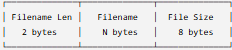 Filename Len | Filename | File Size
2 bytes | N bytes | 8 bytes